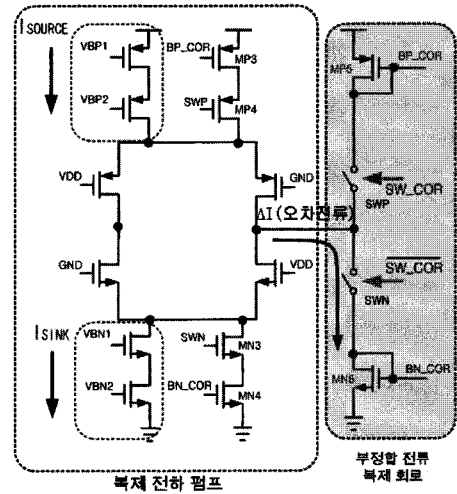 I SOURCE
VBP1
BP_COR
MP3
VBP2
SWP
MP4
BP_COR
MP5
VDD
GND
SW_COR
SWP
ΔI (오차전류)
GND
VDD
SW_COR
SWN
I SINK
VBN1
SWN
MN3
VBN2
BN_COR
MN4
MN5
BN_COR
복제 전하 펌프
부정합 전류
복제 회로